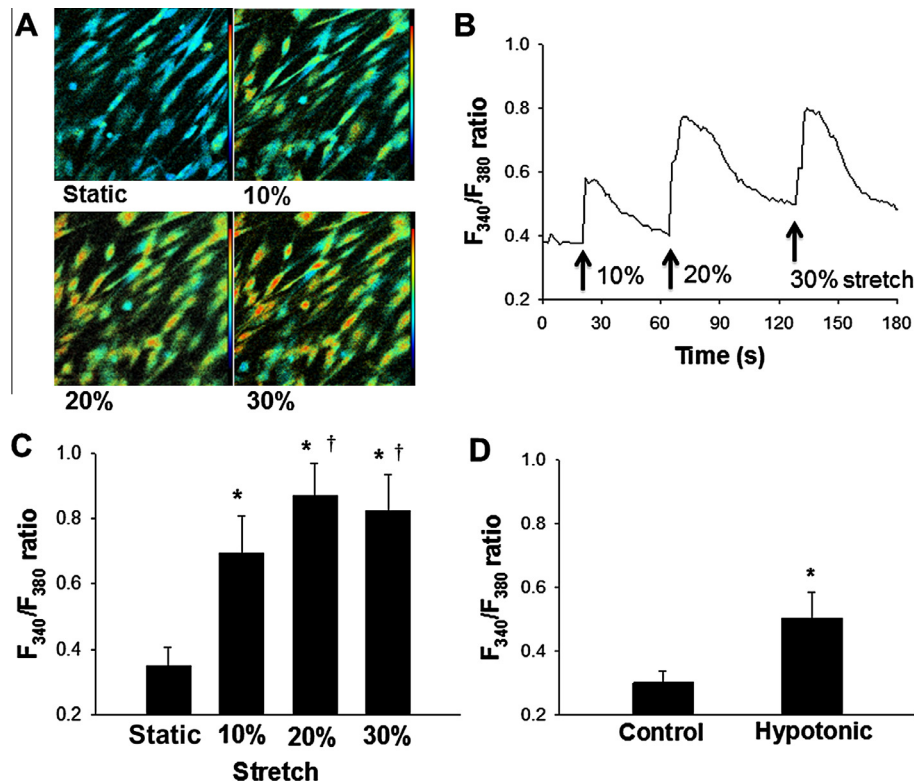 A
Static
10%
20%
30%
B
F340/F380 ratio
1.0
0.8
0.6
0.4
0.2
10%
20%
30% stretch
0
30
60
90
120
150
180
Time (s)
C
F340/F380 ratio
1.0
0.8
0.6
0.4
0.2
*
* †
* †
Static
10%
20%
30%
Stretch
D
F340/F380 ratio
1.0
0.8
0.6
0.4
0.2
*
Control
Hypotonic